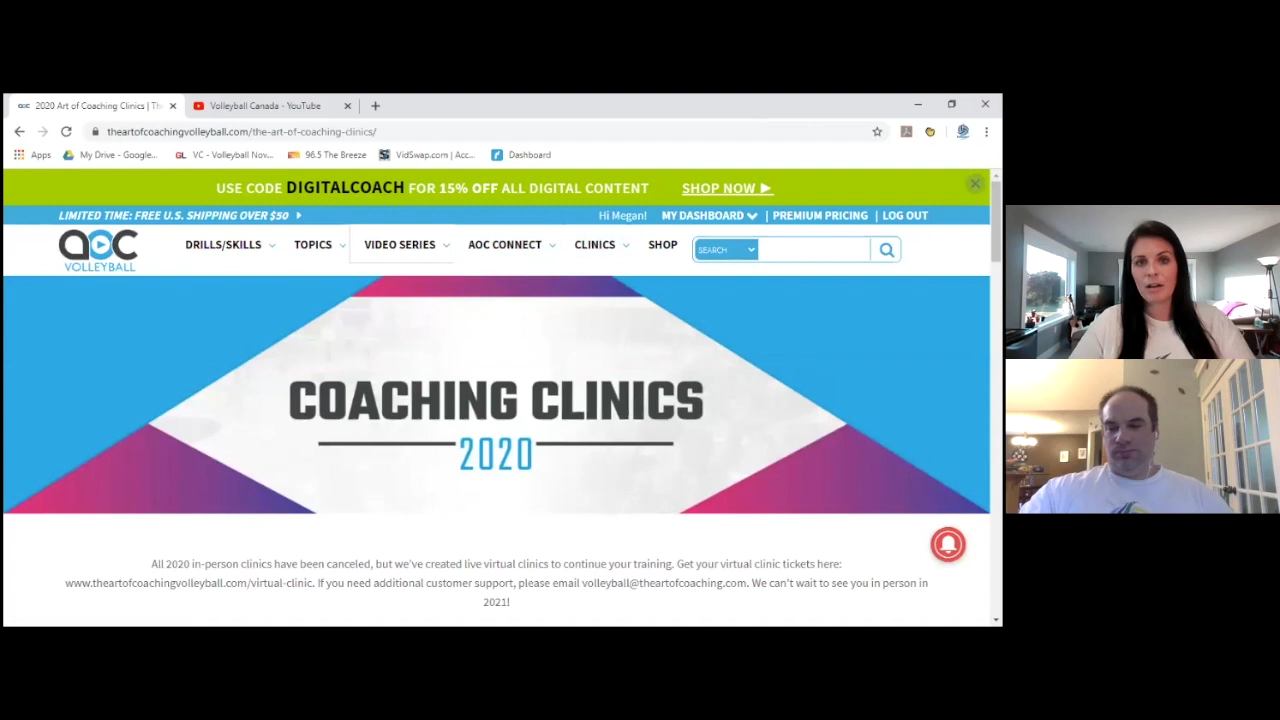 2020 Art of Coaching Clinics | Th
Volleyball Canada - YouTube
theartofcoachingvolleyball.com/the-art-of-coaching-clinics/
Apps
My Drive - Google...
GL VC - Volleyball Nov...
96.5 The Breeze
VidSwap.com | Acc...
Dashboard
USE CODE DIGITALCOACH FOR 15% OFF ALL DIGITAL CONTENT SHOP NOW
LIMITED TIME: FREE U.S. SHIPPING OVER $50
Hi Megan! MY DASHBOARD | PREMIUM PRICING | LOG OUT
AOC
VOLLEYBALL
DRILLS/SKILLS TOPICS VIDEO SERIES AOC CONNECT CLINICS SHOP
SEARCH
COACHING CLINICS
2020
All 2020 in-person clinics have been canceled, but we've created live virtual clinics to continue your training. Get your virtual clinic tickets here:
www.theartofcoachingvolleyball.com/virtual-clinic. If you need additional customer support, please email volleyball@theartofcoaching.com. We can't wait to see you in person in
2021!